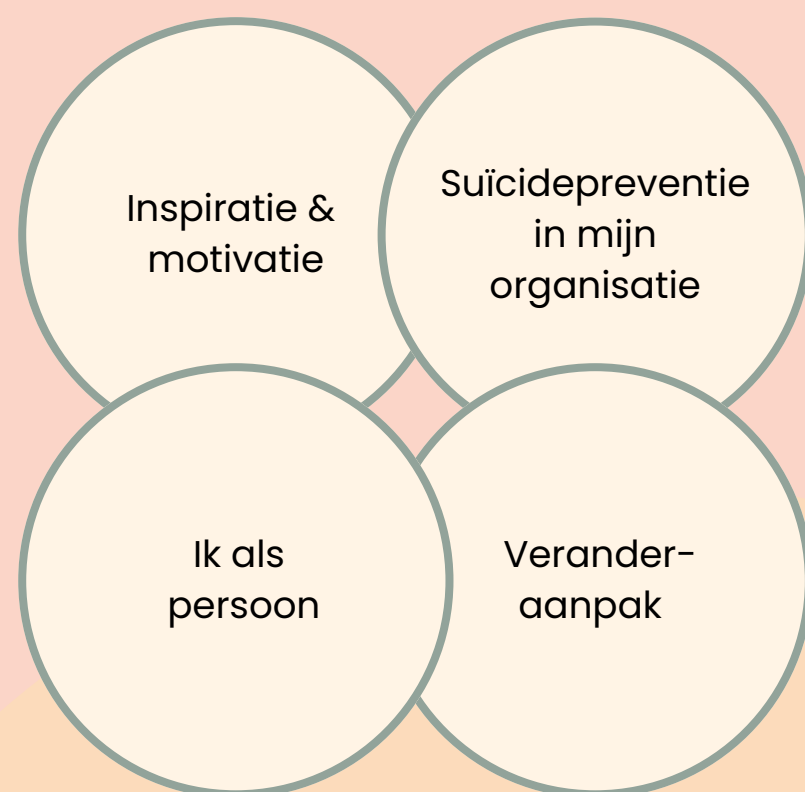 Inspiratie &
motivatie
Suïcidepreventie
in mijn
organisatie
Ik als
persoon
Verander-
aanpak